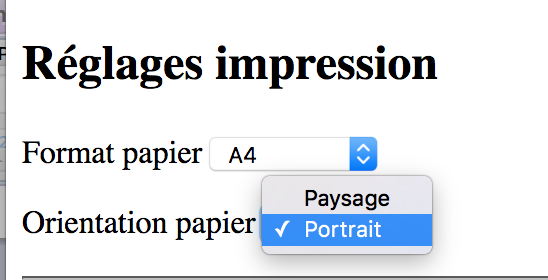 Réglages impression
Format papier A4
Paysage
Orientation papier ✓ Portrait